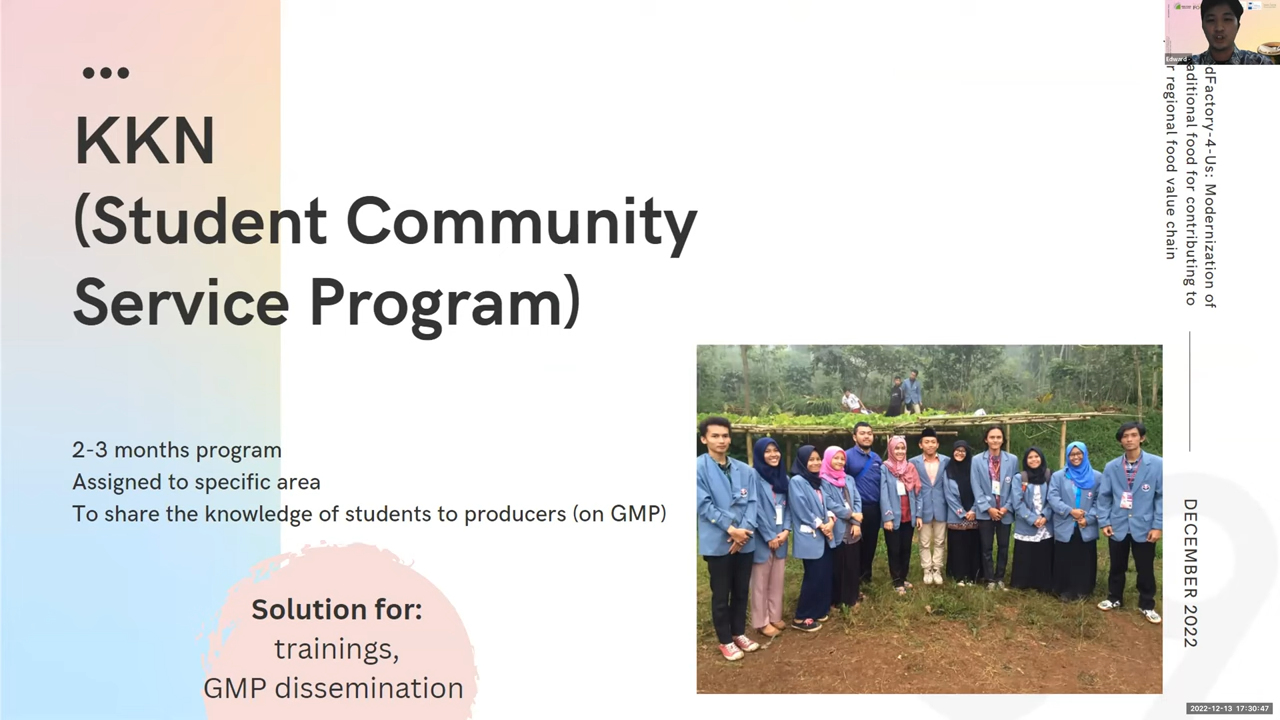 KKN
(Student Community
Service Program)
2-3 months program
Assigned to specific area
To share the knowledge of students to producers (on GMP)
Solution for:
trainings,
GMP dissemination
dFactory-4-Us: Modernization of
aditional food for contributing to
r regional food value chain
DECEMBER 2022
Edward
2022-12-13 17:30:47